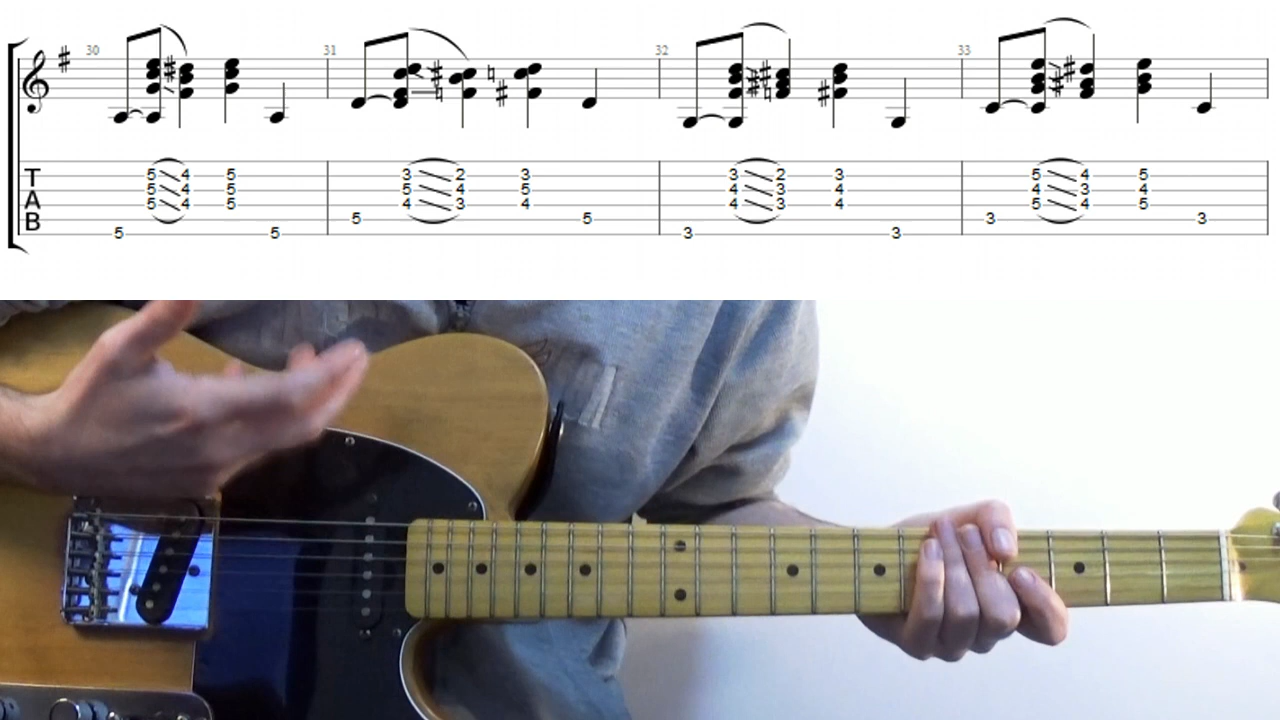 30 31 32 33
5 4 5 3 2 3 3 2 3 5 4 5
T 5 4 5 5 4 5 4 3 4 4 3 4
A 5 4 5 4 3 4 4 3 4 5 4 5
B 5 5 3 3
5 5 3 3